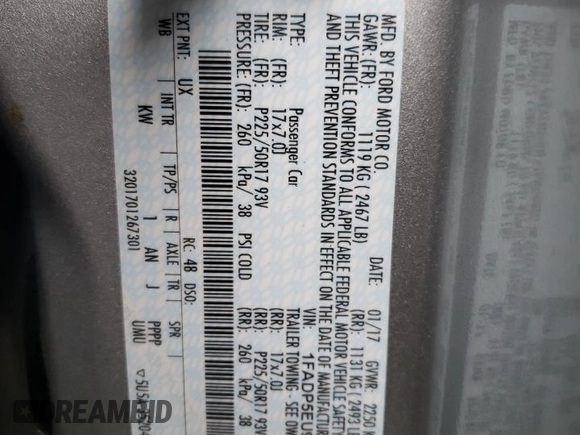 MFD. BY FORD MOTOR CO.
DATE: 01/17 GVWR: 2250 K
GAWR: (FR): 1119 KG ( 2467 LB) (RR): 1131 KG ( 2493 LB
THIS VEHICLE CONFORMS TO ALL APPLICABLE FEDERAL MOTOR VEHICLE SAFETY
AND THEFT PREVENTION STANDARDS IN EFFECT ON THE DATE OF MANUFACTUR
VIN: 1FADP5EU9
TYPE: Passenger Car TRAILER TOWING - SEE OW
RIM: (FR): 17x7.0J (RR): 17x7.0J
TIRE: (FR): P225/50R17 93V (RR): P225/50R17 93V
PRESSURE: (FR): 260 kPa/ 38 PSI COLD (RR): 260 kPa/ 38
EXT PNT: UX RC: 48 DSO:
WB INT TR TP/PS R AXLE TR SPR PPPP
KW 1 AN J UMU
3201701267301
EPIC.VIN